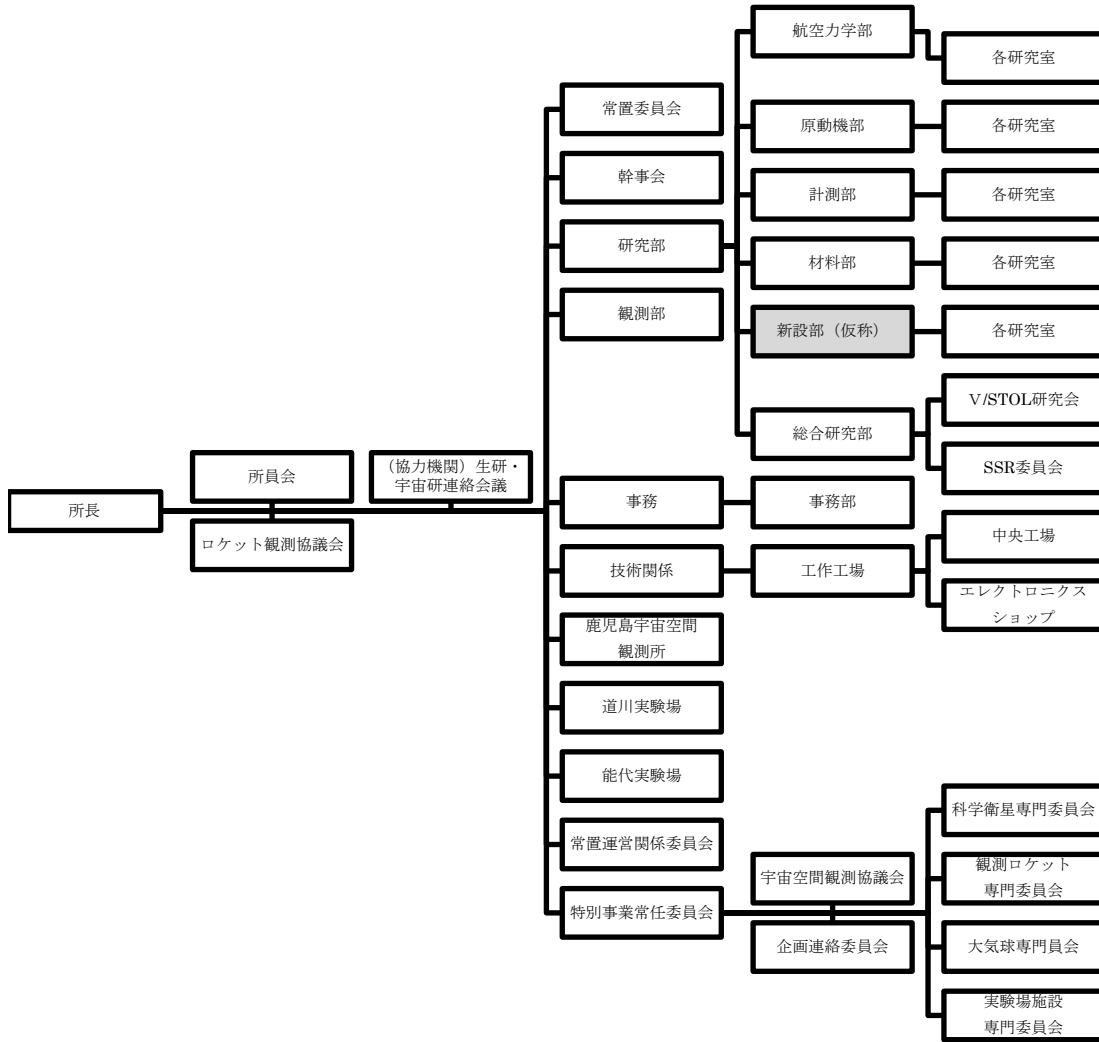 航空力学部
各研究室
常置委員会
原動機部
各研究室
幹事会
計測部
各研究室
研究部
材料部
各研究室
観測部
新設部（仮称）
各研究室
V/STOL研究会
総合研究部
SSR委員会
所員会
（協力機関）生研・
宇宙研連絡会議
所長
事務
事務部
ロケット観測協議会
中央工場
技術関係
工作工場
エレクトロニクス
ショップ
鹿児島宇宙空間
観測所
道川実験場
能代実験場
科学衛星専門委員会
常置運営関係委員会
宇宙空間観測協議会
観測ロケット
専門委員会
特別事業常任委員会
企画連絡委員会
大気球専門員会
実験場施設
専門委員会